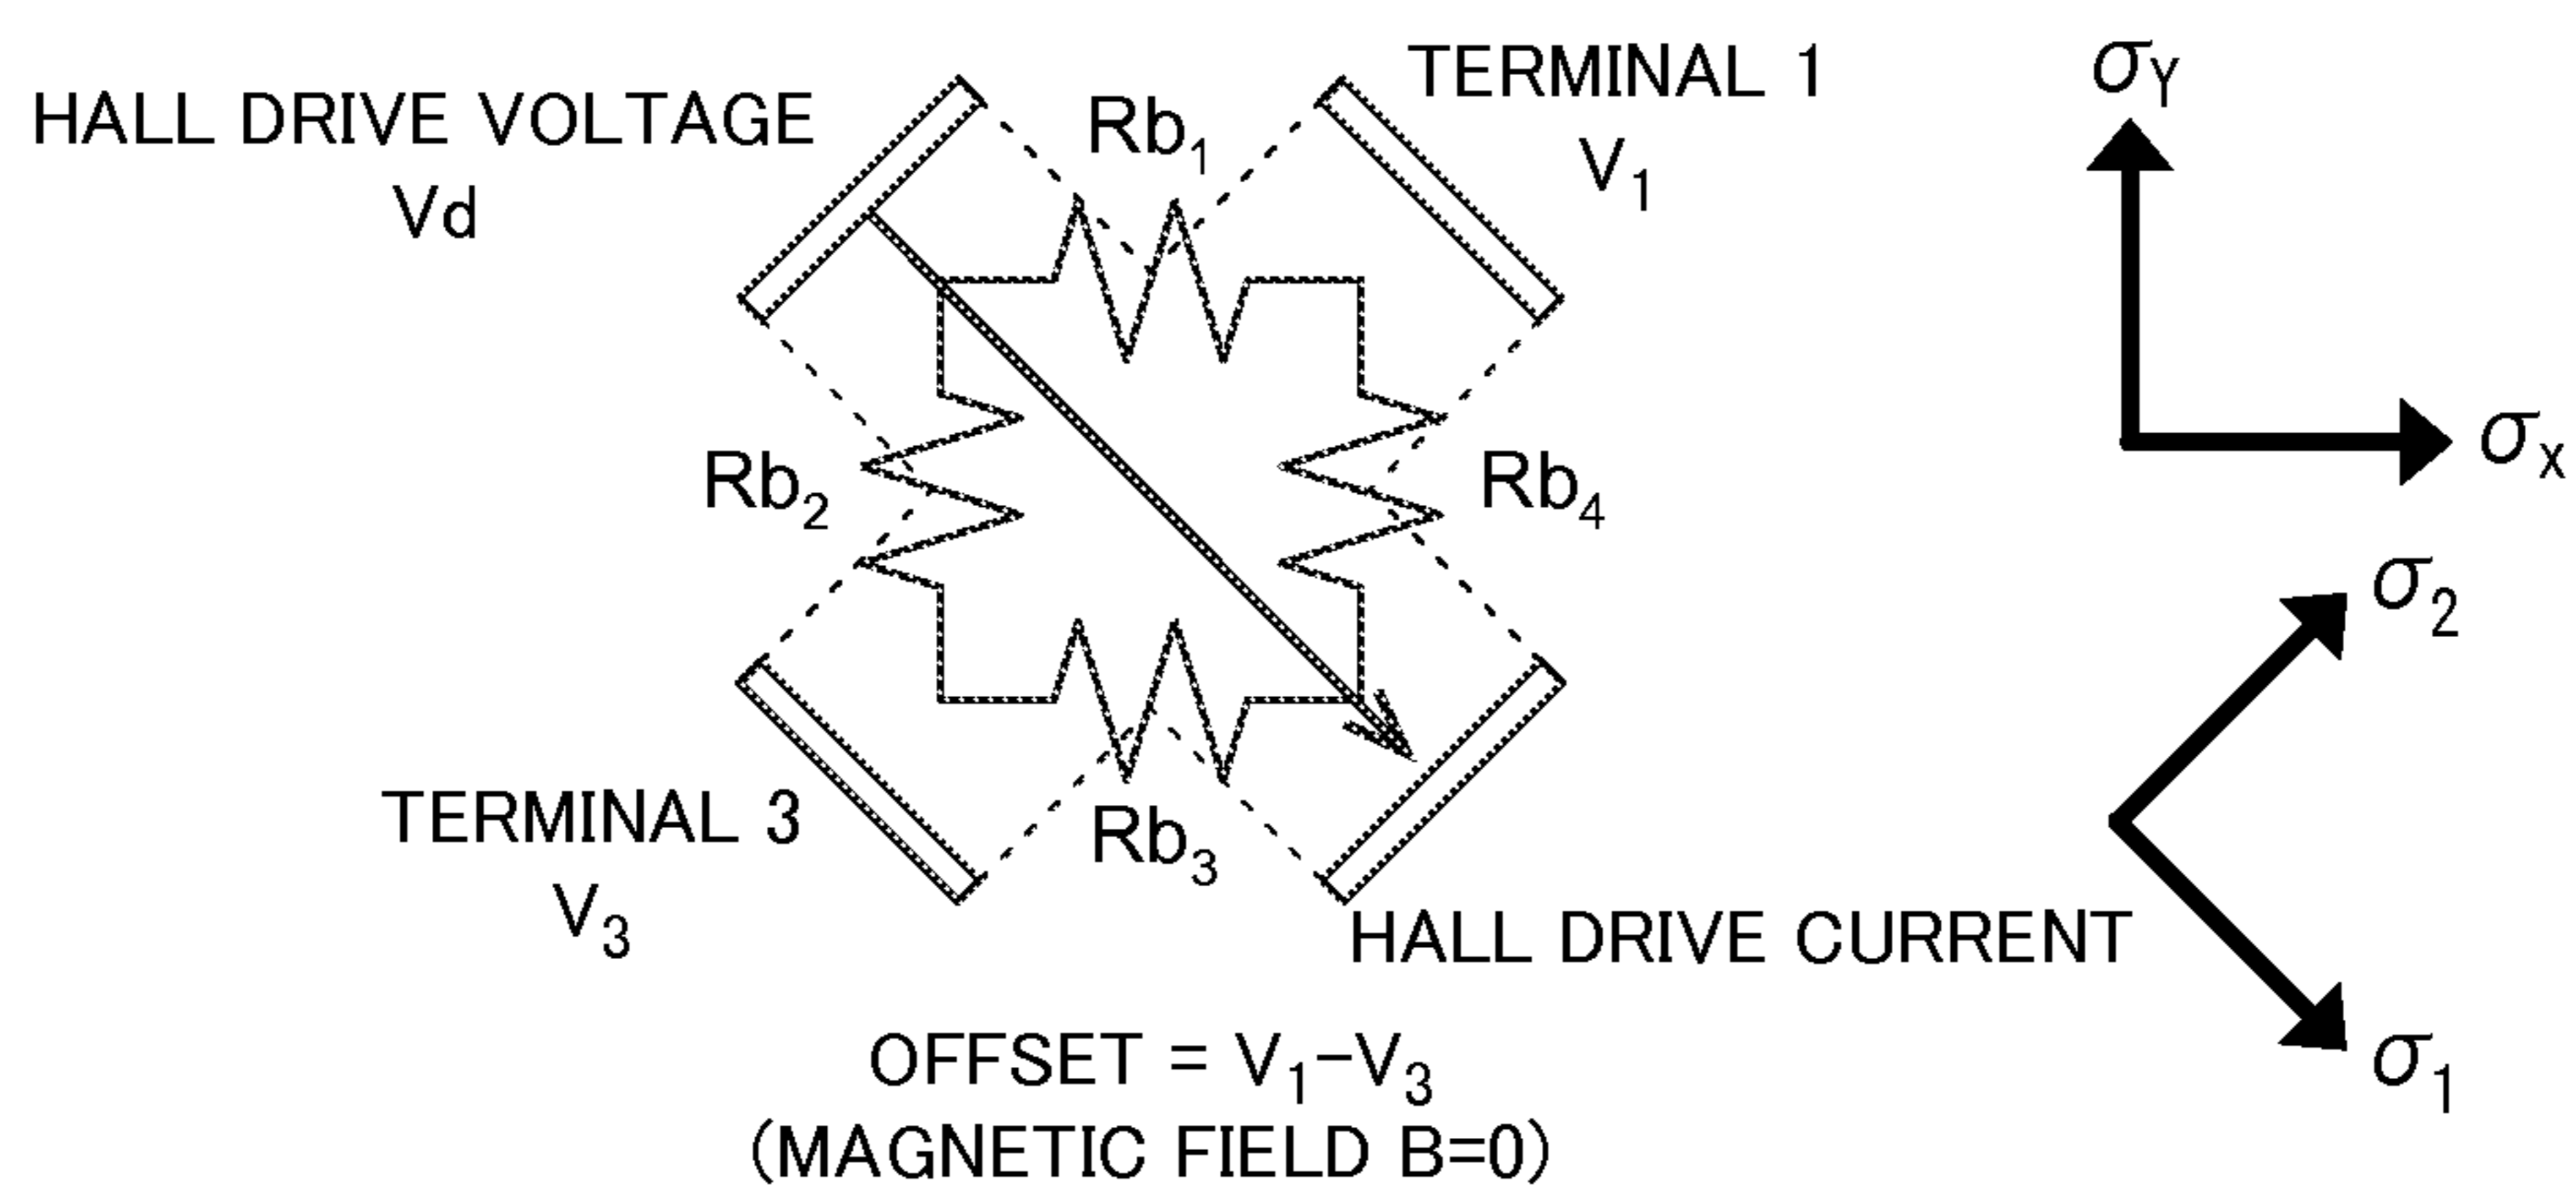 HALL DRIVE VOLTAGE
Vd
Rb₁
TERMINAL 1
V₁
σY
σX
Rb₂
Rb₄
σ₂
TERMINAL 3
V₃
Rb₃
HALL DRIVE CURRENT
σ₁
OFFSET = V₁−V₃
(MAGNETIC FIELD B=0)